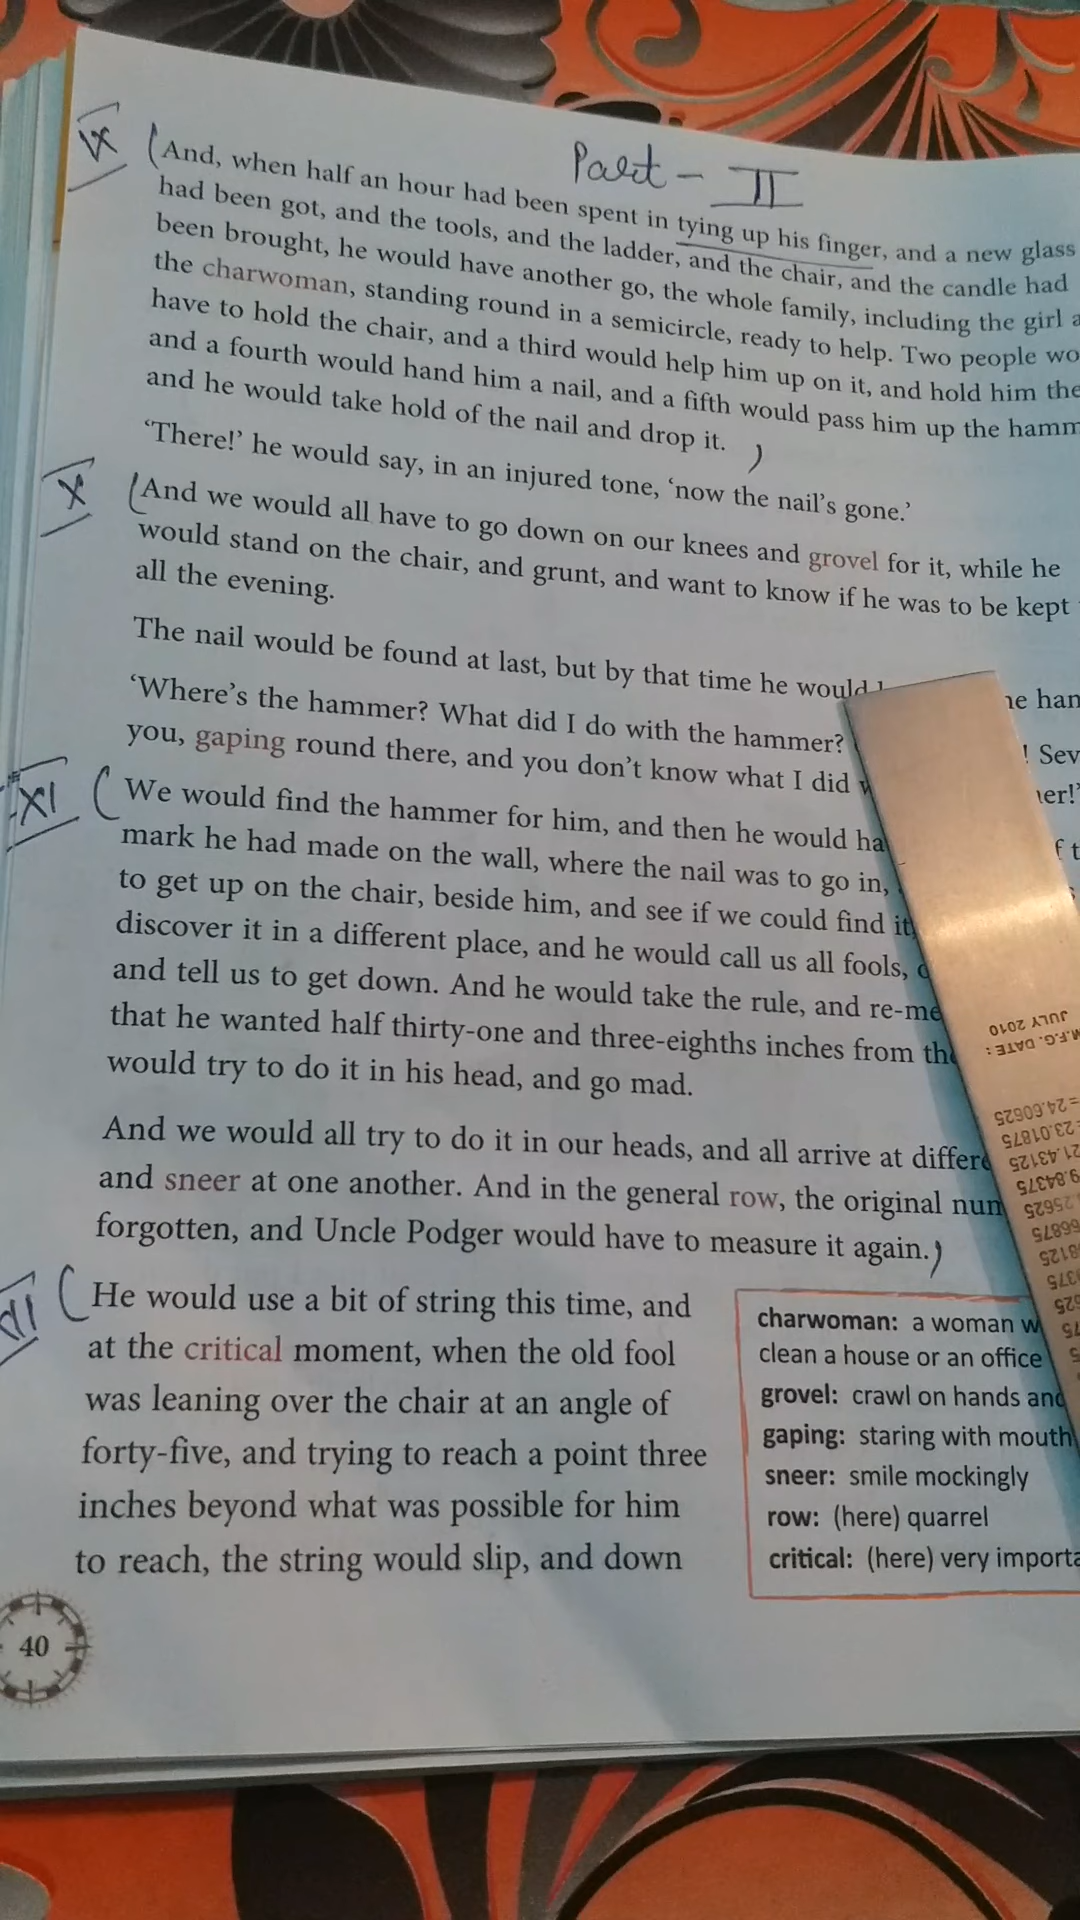 Part - II
IX (And, when half an hour had been spent in tying up his finger, and a new glass
had been got, and the tools, and the ladder, and the chair, and the candle had
been brought, he would have another go, the whole family, including the girl
the charwoman, standing round in a semicircle, ready to help. Two people
have to hold the chair, and a third would help him up on it, and hold him
and a fourth would hand him a nail, and a fifth would pass him up the
and he would take hold of the nail and drop it. )
‘There!’ he would say, in an injured tone, ‘now the nail’s gone.’
X (And we would all have to go down on our knees and grovel for it, while he
would stand on the chair, and grunt, and want to know if he was to be kept
all the evening.
The nail would be found at last, but by that time he would
‘Where’s the hammer? What did I do with the hammer? !
you, gaping round there, and you don’t know what I did
XI ( We would find the hammer for him, and then he would
mark he had made on the wall, where the nail was to go in,
to get up on the chair, beside him, and see if we could find it
discover it in a different place, and he would call us all fools,
and tell us to get down. And he would take the rule, and
that he wanted half thirty-one and three-eighths inches from
would try to do it in his head, and go mad.
And we would all try to do it in our heads, and all arrive at
and sneer at one another. And in the general row, the original
forgotten, and Uncle Podger would have to measure it again.)
( He would use a bit of string this time, and
at the critical moment, when the old fool
was leaning over the chair at an angle of
forty-five, and trying to reach a point three
inches beyond what was possible for him
to reach, the string would slip, and down
charwoman: a woman
clean a house or an office
grovel: crawl on hands
gaping: staring with mouth
sneer: smile mockingly
row: (here) quarrel
critical: (here) very
40
DATE :
JULY 2010
= 24.60625
23.01875
21.43125